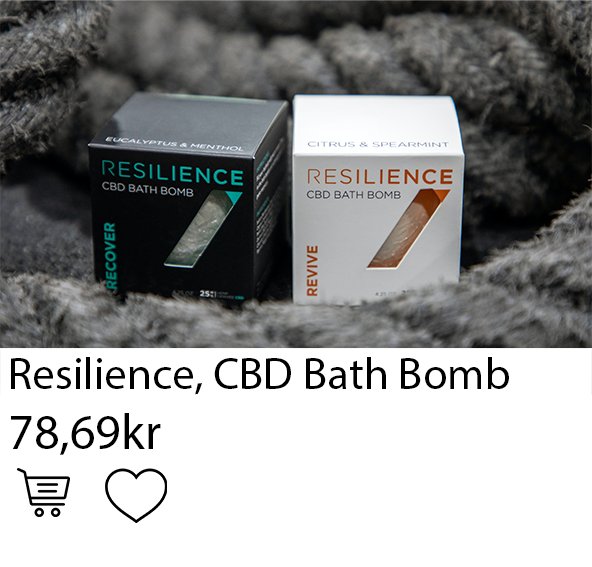 EUCALYPTUS & MENTHOL
RESILIENCE
CBD BATH BOMB
RECOVER
CITRUS & SPEARMINT
RESILIENCE
CBD BATH BOMB
REVIVE
Resilience, CBD Bath Bomb
78,69kr